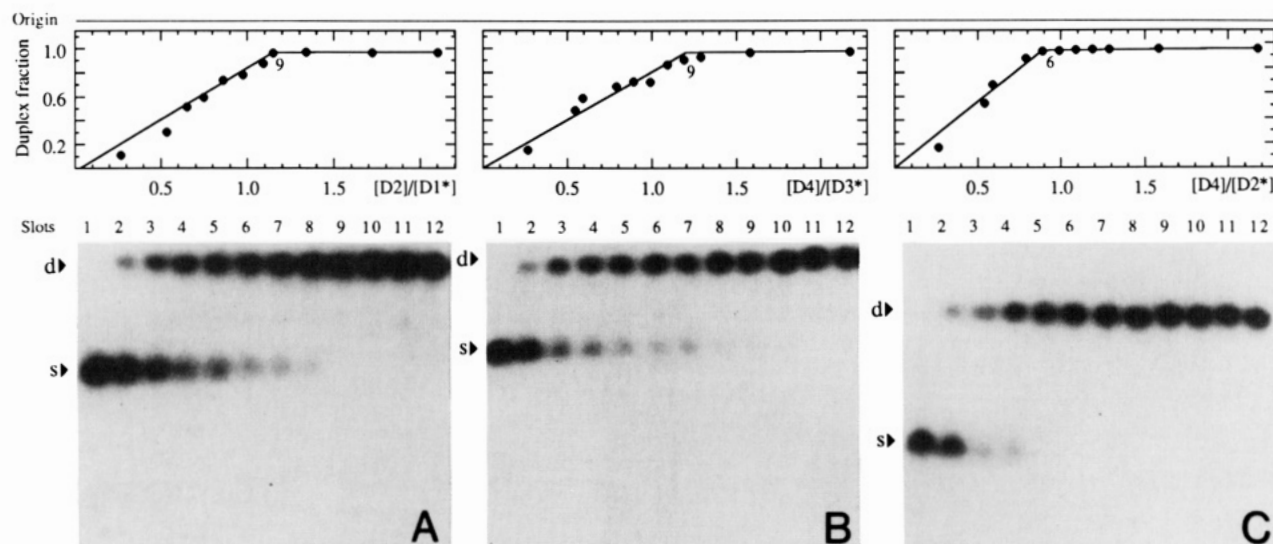 Origin
Duplex fraction
1.0
0.6
0.2
9
0.5 1.0 1.5 [D2]/[D1*]
9
0.5 1.0 1.5 [D4]/[D3*]
6
0.5 1.0 1.5 [D4]/[D2*]
Slots 1 2 3 4 5 6 7 8 9 10 11 12
d
s
A
1 2 3 4 5 6 7 8 9 10 11 12
d
s
B
1 2 3 4 5 6 7 8 9 10 11 12
d
s
C